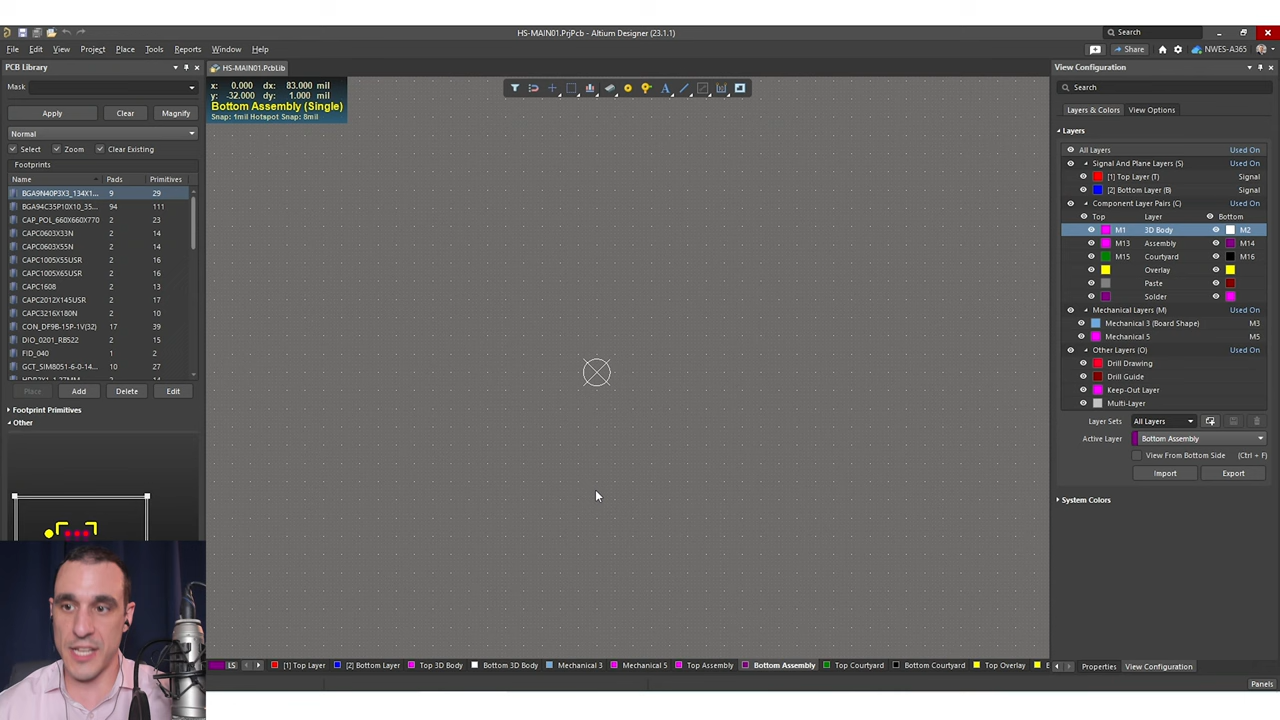 HS-MAIN01.PrjPcb - Altium Designer (23.1.1)
Search
File Edit View Project Place Tools Reports Window Help
Share NWES-A365
PCB Library
HS-MAIN01.PcbLib
View Configuration
Mask
x: 0.000 dx: 83.000 mil
y: -32.000 dy: 1.000 mil
Bottom Assembly (Single)
Snap: 1mil Hotspot Snap: 8mil
Search
Apply Clear Magnify
Layers & Colors View Options
Normal
Layers
Select Zoom Clear Existing
All Layers Used On
Footprints
Signal And Plane Layers (S) Used On
Name Pads Primitives
[1] Top Layer (T) Signal
BGA9N40P3X3_134X1... 9 29
[2] Bottom Layer (B) Signal
BGA94C35P10X10_35... 94 111
Component Layer Pairs (C) Used On
CAP_POL_660X660X770 2 23
Top Layer Bottom
CAPC0603X33N 2 14
M1 3D Body M2
CAPC0603X55N 2 14
M13 Assembly M14
CAPC1005X55USR 2 16
M15 Courtyard M16
CAPC1005X65USR 2 16
Overlay
CAPC1608 2 13
Paste
CAPC2012X145USR 2 10
Solder
CAPC3216X180N 2 10
Mechanical Layers (M) Used On
CON_DF9B-15P-1V(32) 17 39
Mechanical 3 (Board Shape) M3
DIO_0201_RB522 2 15
Mechanical 5 M5
FID_040 1 2
Other Layers (O) Used On
GCT_SIM8051-6-0-14... 10 27
Drill Drawing
Drill Guide
Place Add Delete Edit
Keep-Out Layer
Multi-Layer
Footprint Primitives
Layer Sets All Layers
Other
Active Layer Bottom Assembly
View From Bottom Side (Ctrl + F)
Import Export
System Colors
LS [1] Top Layer [2] Bottom Layer Top 3D Body Bottom 3D Body Mechanical 3 Mechanical 5 Top Assembly Bottom Assembly Top Courtyard Bottom Courtyard Top Overlay
Properties View Configuration
Panels